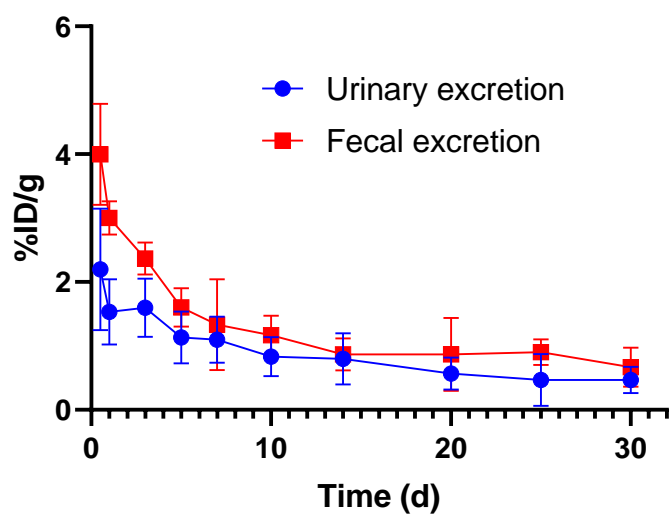 6
4
2
0
%ID/g
Urinary excretion
Fecal excretion
0 10 20 30
Time (d)